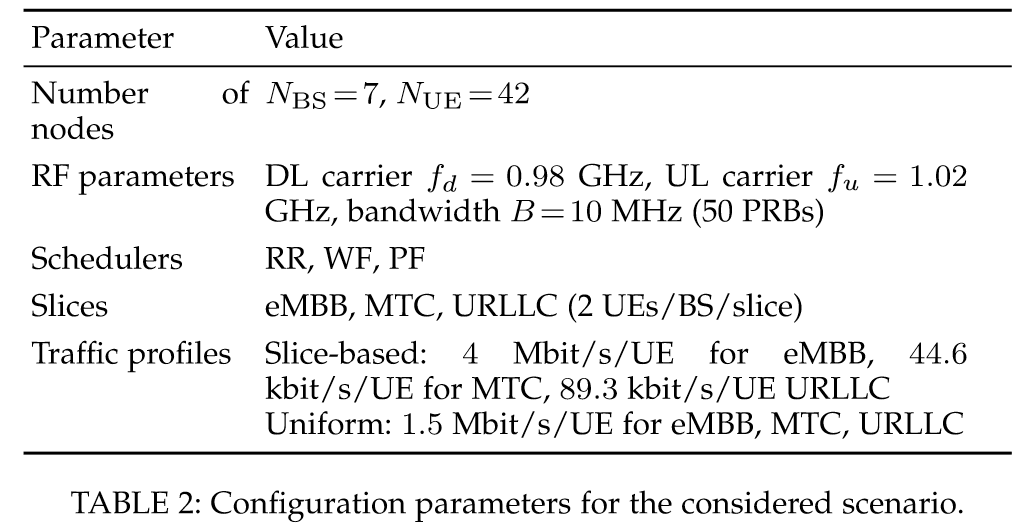 Parameter Value
Number of N_BS = 7, N_UE = 42
nodes
RF parameters DL carrier f_d = 0.98 GHz, UL carrier f_u = 1.02
GHz, bandwidth B = 10 MHz (50 PRBs)
Schedulers RR, WF, PF
Slices eMBB, MTC, URLLC (2 UEs/BS/slice)
Traffic profiles Slice-based: 4 Mbit/s/UE for eMBB, 44.6
kbit/s/UE for MTC, 89.3 kbit/s/UE URLLC
Uniform: 1.5 Mbit/s/UE for eMBB, MTC, URLLC
TABLE 2: Configuration parameters for the considered scenario.